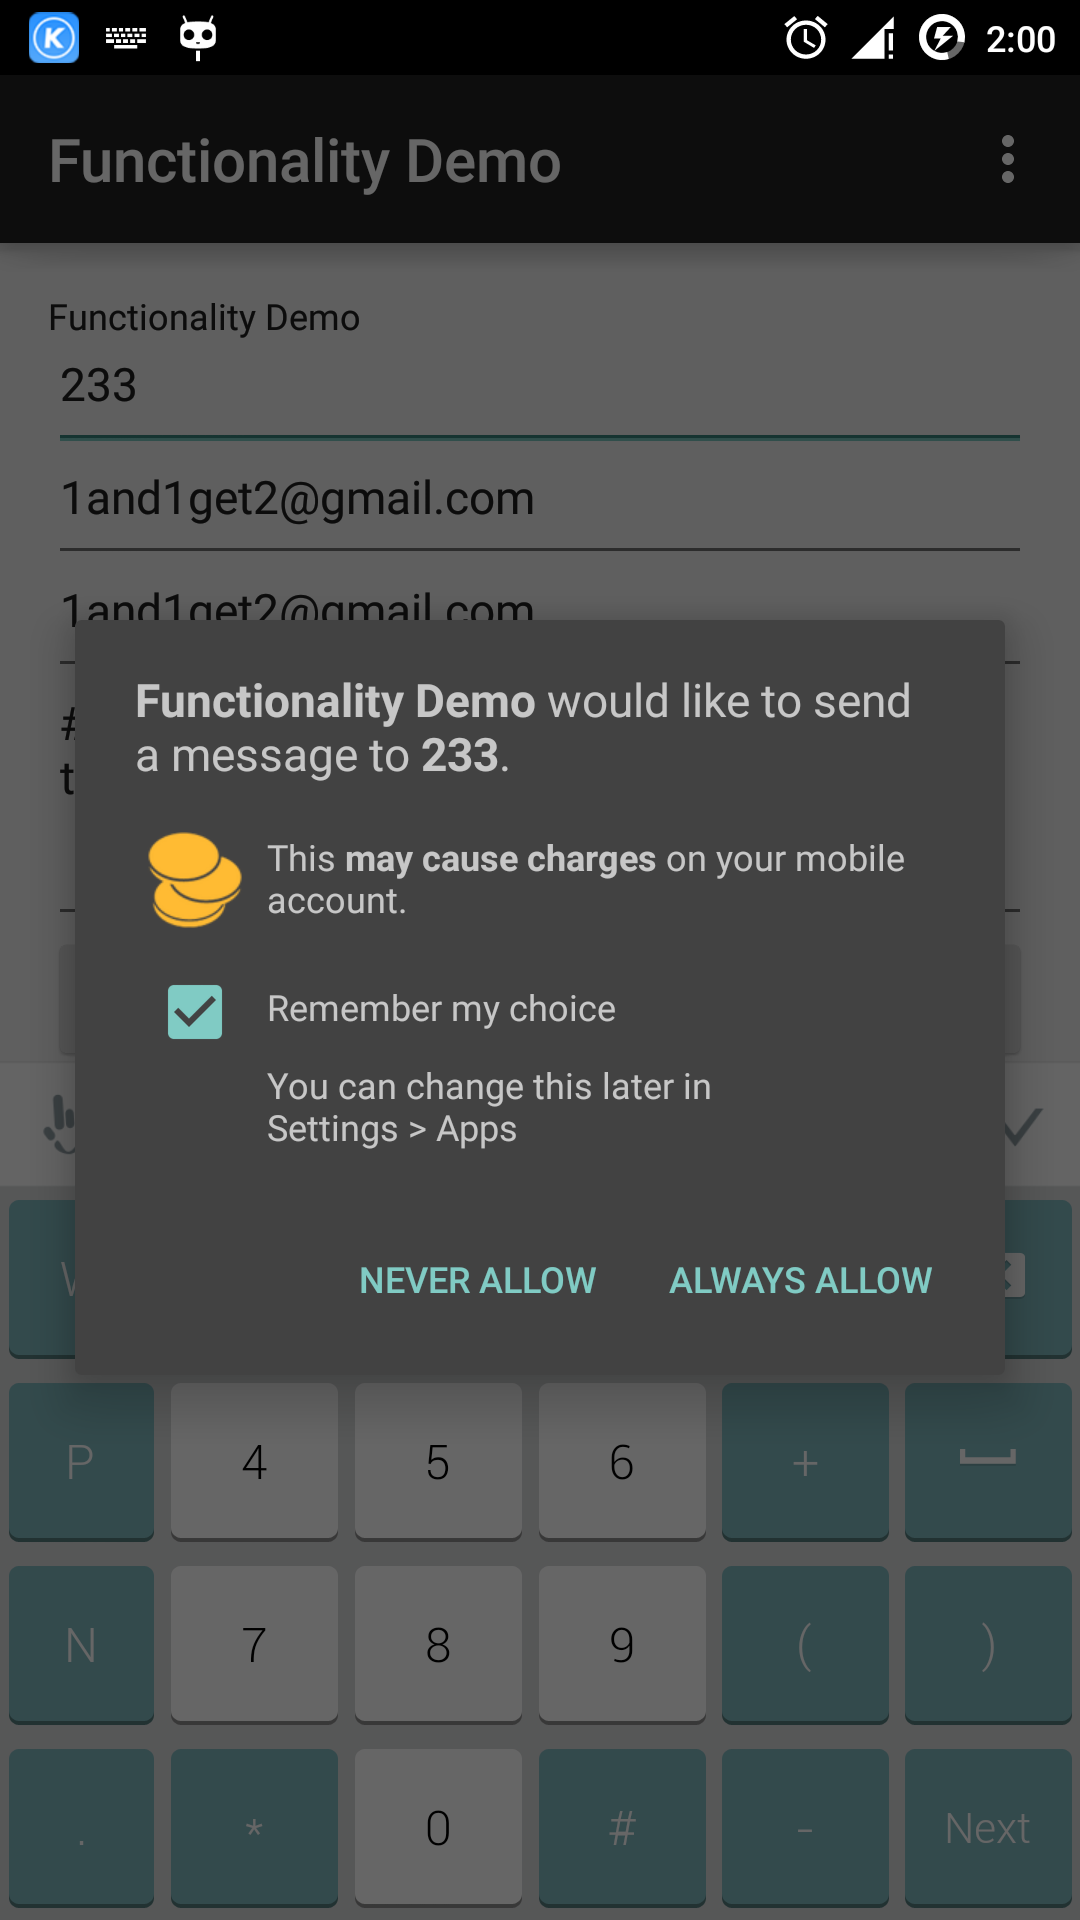 2:00
Functionality Demo
Functionality Demo
233
1and1get2@gmail.com
1and1get2@gmail.com
#
t
Functionality Demo would like to send
a message to 233.
This may cause charges on your mobile
account.
Remember my choice
You can change this later in
Settings > Apps
NEVER ALLOW ALWAYS ALLOW
P 4 5 6 +
N 7 8 9 ( )
. * 0 # - Next